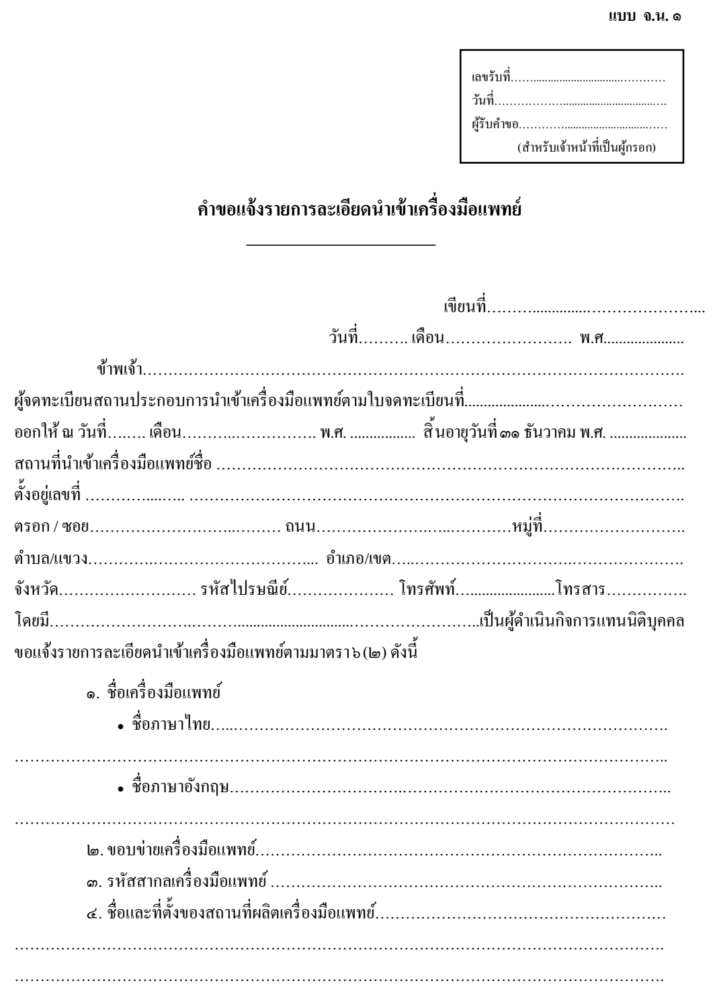 แบบ จ.น. ๑
เลขรับที่……................................…………
วันที่………………................................….
ผู้รับคำขอ…………..............................……
(สำหรับเจ้าหน้าที่เป็นผู้กรอก)
คำขอแจ้งรายการละเอียดนำเข้าเครื่องมือแพทย์
เขียนที่………...............…………………...
วันที่………. เดือน……………………. พ.ศ.....................
ข้าพเจ้า…………………………………………………………………………………………….
ผู้จดทะเบียนสถานประกอบการนำเข้าเครื่องมือแพทย์ตามใบจดทะเบียนที่.....................………………………
ออกให้ ณ วันที่……. เดือน………..……………. พ.ศ. ................. สิ้นอายุวันที่ ๓๑ ธันวาคม พ.ศ. ....................
สถานที่นำเข้าเครื่องมือแพทย์ชื่อ ………………………………………………………………………………..
ตั้งอยู่เลขที่ …………....….. …………………………………………………………………………………….
ตรอก / ซอย………………………..……… ถนน………………….…..…………หมู่ที่……………………….
ตำบล/แขวง………….…………………………... อำเภอ/เขต…..………………………….………………….
จังหวัด……………………… รหัสไปรษณีย์………………… โทรศัพท์….......................โทรสาร…………….
โดยมี……………………….………..............................……………………..เป็นผู้ดำเนินกิจการแทนนิติบุคคล
ขอแจ้งรายการละเอียดนำเข้าเครื่องมือแพทย์ตามมาตรา ๖ (๒) ดังนี้
๑. ชื่อเครื่องมือแพทย์
• ชื่อภาษาไทย…..………………………………………………………………………….
………………………………………………………………………………………………………………..
• ชื่อภาษาอังกฤษ…………………………….……………………………………………..
…………………………………………………………………………………………………………………
๒. ขอบข่ายเครื่องมือแพทย์……………………………………………………………………..
๓. รหัสสากลเครื่องมือแพทย์ …………………………………………………………………..
๔. ชื่อและที่ตั้งของสถานที่ผลิตเครื่องมือแพทย์…………………………………………………
……………………………………………………………………………………………………………….
……………………………………………………………………………………………………………….